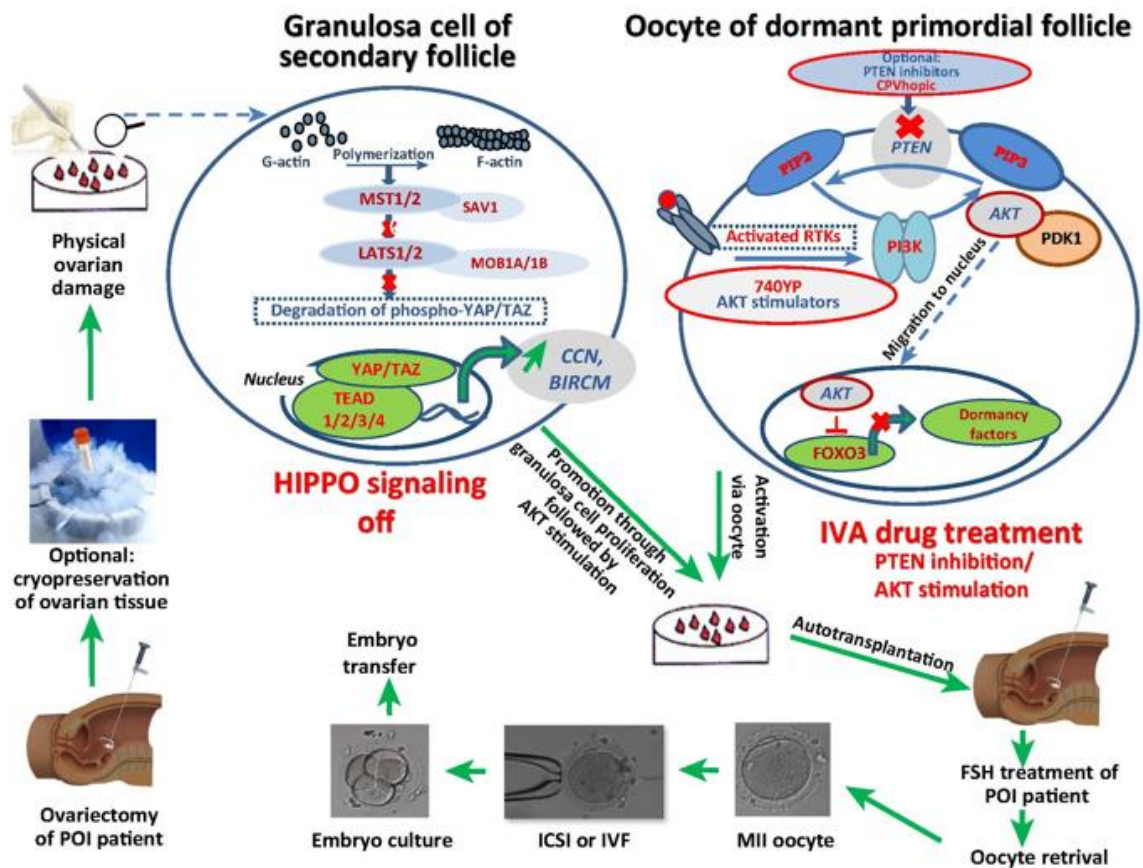 Granulosa cell of
secondary follicle
Oocyte of dormant primordial follicle
Optional:
PTEN inhibitors
CPVhopic
PTEN
PIP2
PIP3
G-actin
Polymerization
F-actin
MST1/2
SAV1
LATS1/2
MOB1A/1B
Degradation of phospho-YAP/TAZ
Activated RTKs
PI3K
AKT
PDK1
740YP
AKT stimulators
Migration to nucleus
Physical
ovarian
damage
Nucleus
YAP/TAZ
TEAD
1/2/3/4
CCN,
BIRCM
AKT
FOXO3
Dormancy
factors
HIPPO signaling
off
Promotion through
granulosa cell proliferation
followed by
AKT stimulation
Activation
via oocyte
IVA drug treatment
PTEN inhibition/
AKT stimulation
Optional:
cryopreservation
of ovarian tissue
Autotransplantation
Embryo
transfer
Ovariectomy
of POI patient
Embryo culture
ICSI or IVF
MII oocyte
FSH treatment of
POI patient
Oocyte retrival